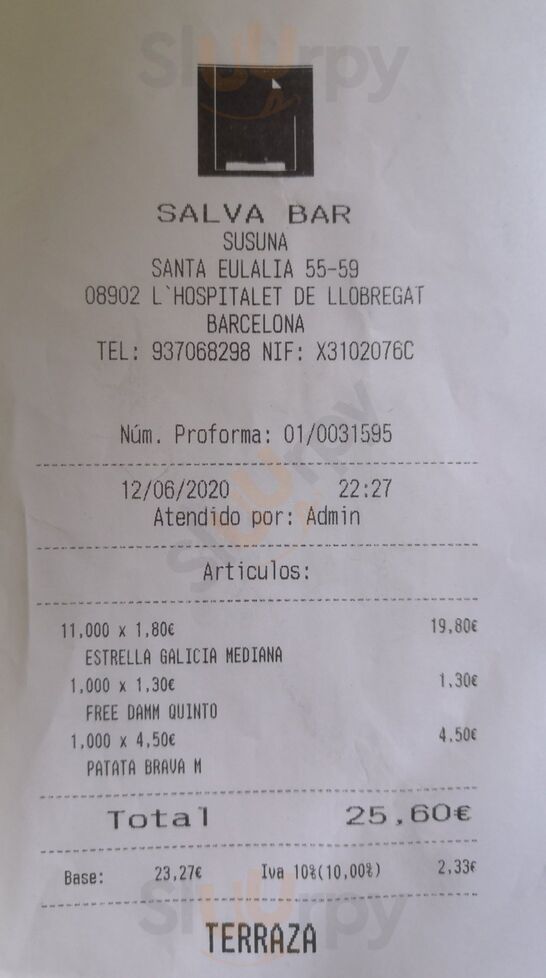 Sluurpy
SALVA BAR
SUSUNA
SANTA EULALIA 55-59
08902 L`HOSPITALET DE LLOBREGAT
BARCELONA
TEL: 937068298 NIF: X3102076C
Núm. Proforma: 01/0031595
12/06/2020 22:27
Atendido por: Admin
Sluurpy
Articulos:
11,000 x 1,80€ 19,80€
ESTRELLA GALICIA MEDIANA
1,000 x 1,30€ 1,30€
FREE DAMM QUINTO
1,000 x 4,50€ 4,50€
PATATA BRAVA M
Total 25,60€
Base: 23,27€ Iva 10%(10,00%) 2,33€
Sluurpy
TERRAZA